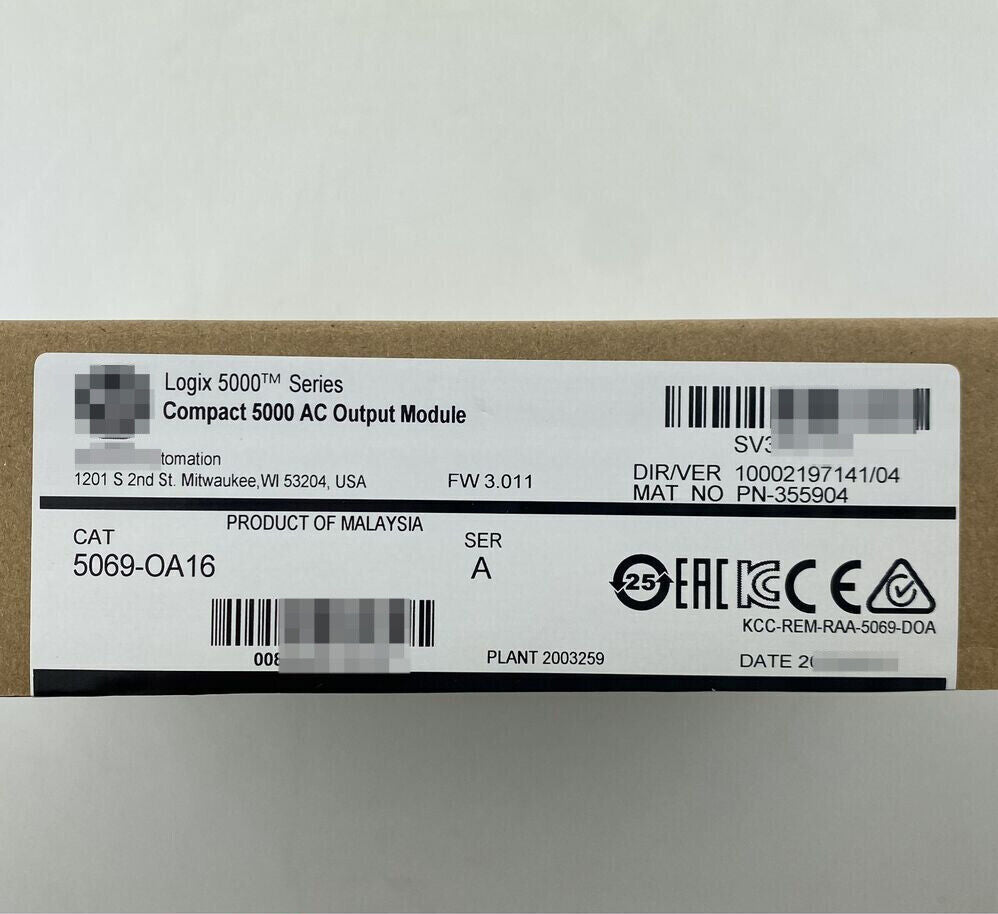 Logix 5000™ Series
Compact 5000 AC Output Module
tomation
1201 S 2nd St. Mitwaukee,WI 53204, USA
FW 3.011
SV3
DIR/VER 10002197141/04
MAT NO PN-355904
PRODUCT OF MALAYSIA
CAT
5069-OA16
SER
A
25
EAC
KC
CE
KCC-REM-RAA-5069-DOA
008
PLANT 2003259
DATE 20